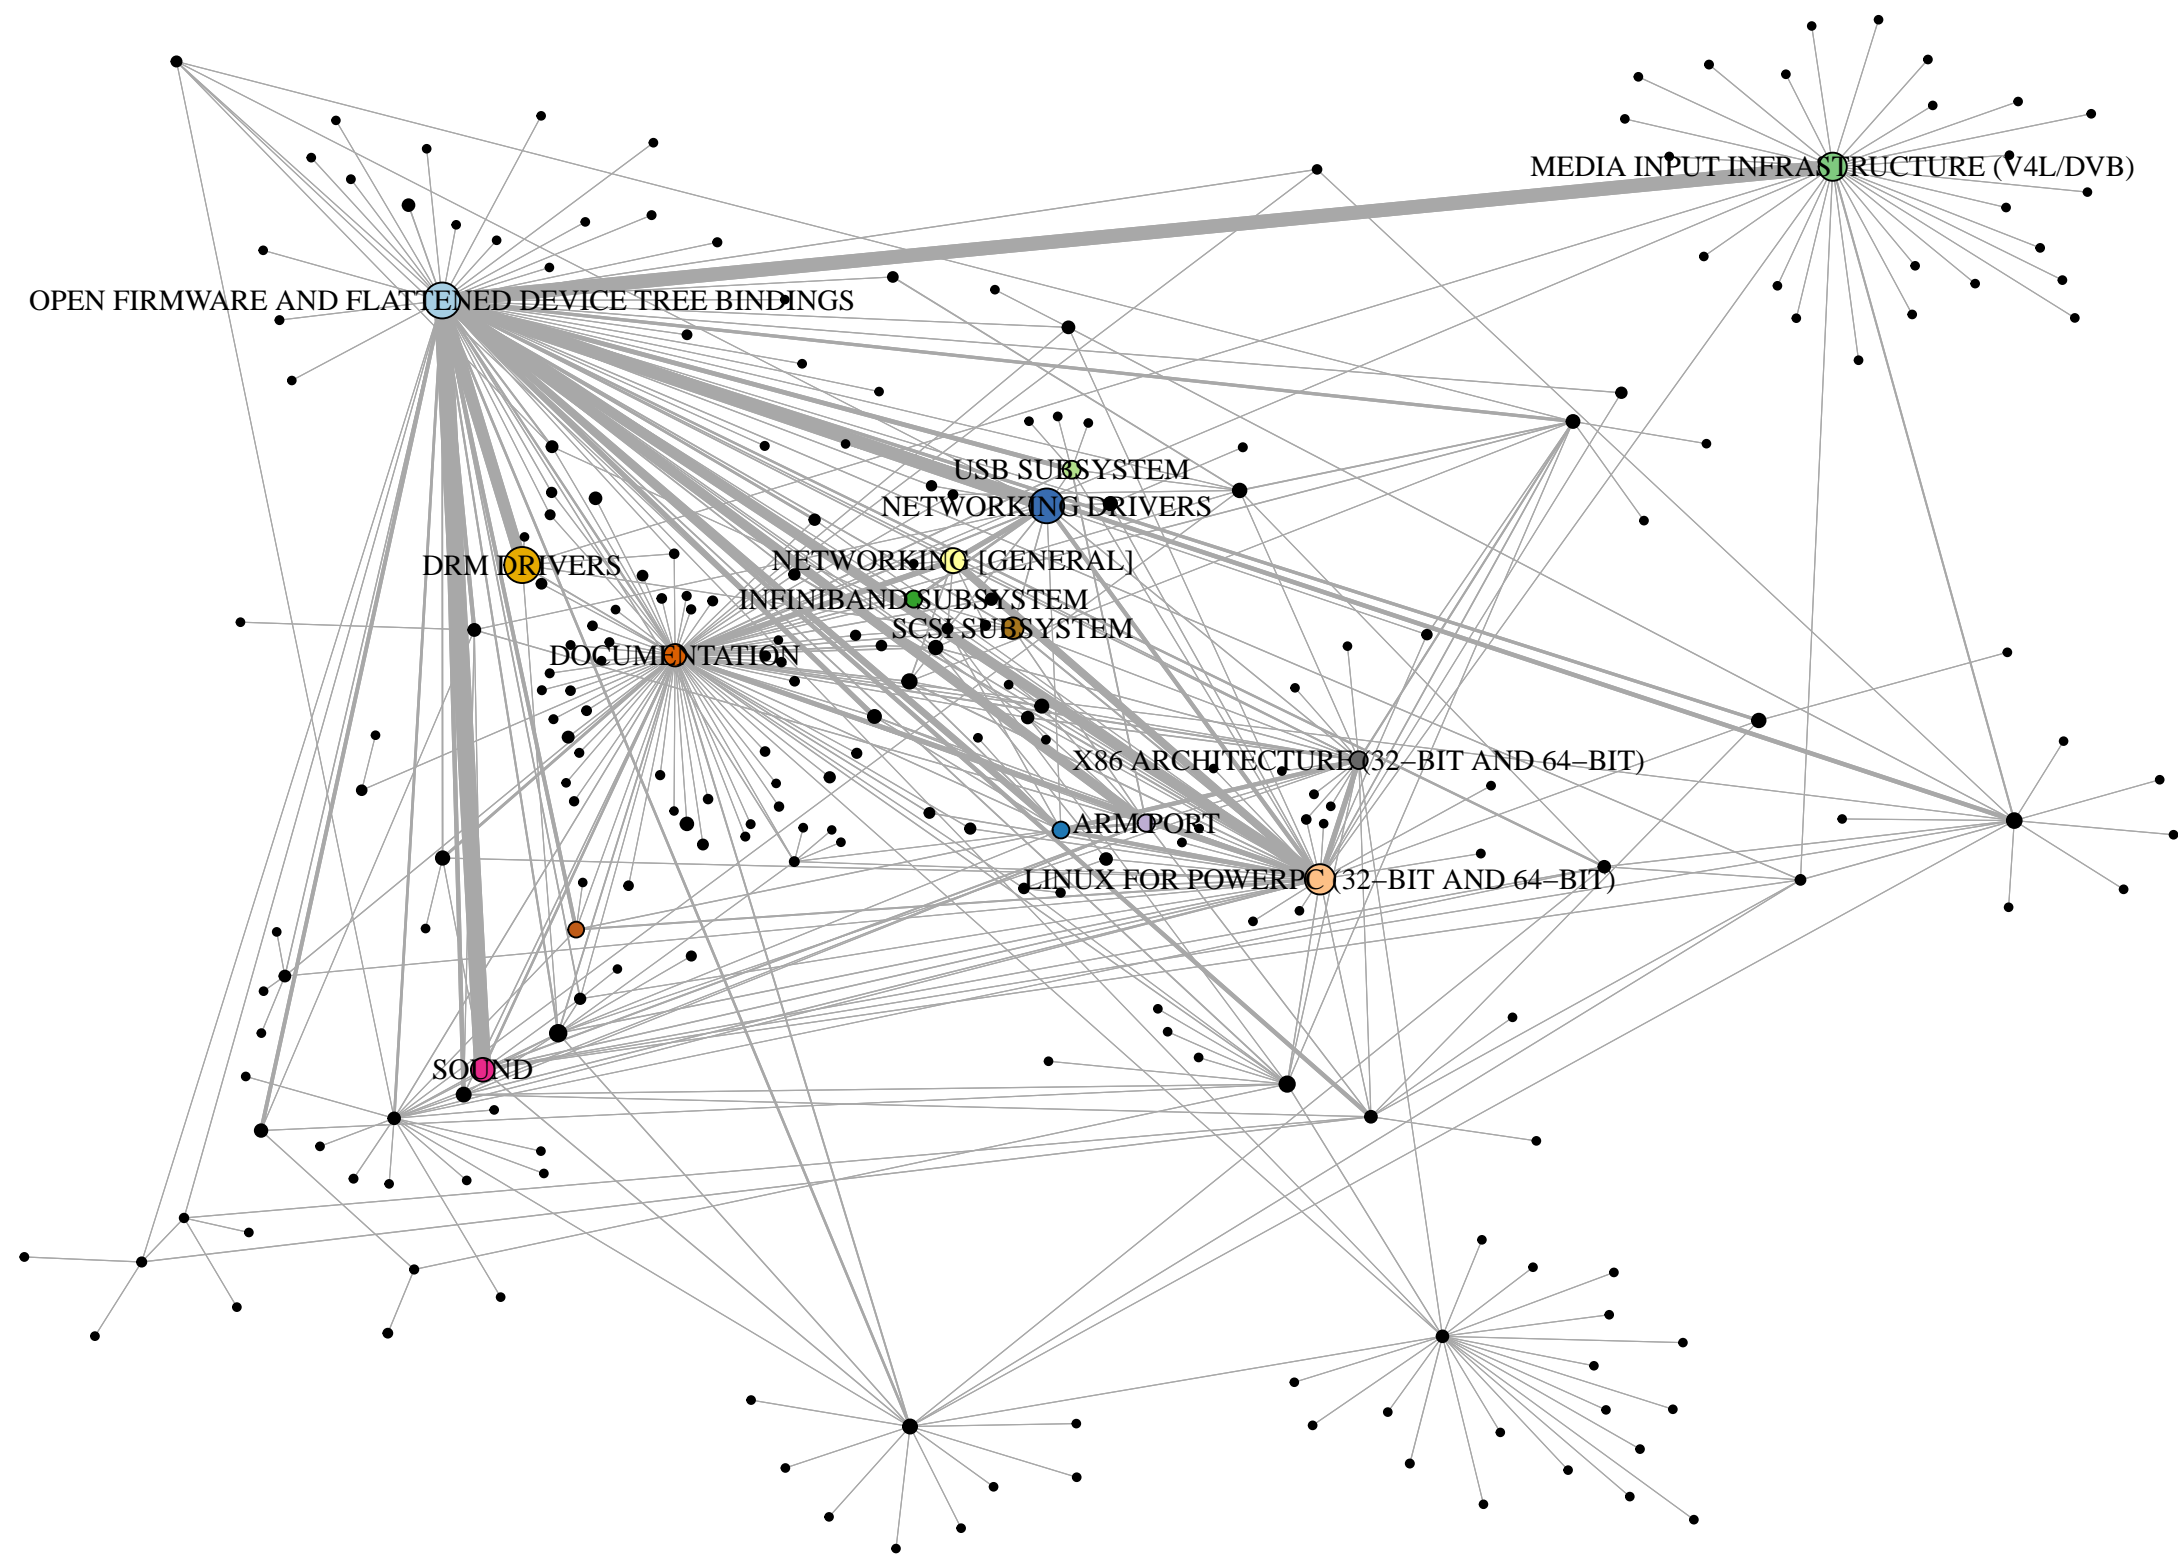 MEDIA INPUT INFRASTRUCTURE (V4L/DVB)
OPEN FIRMWARE AND FLATTENED DEVICE TREE BINDINGS
USB SUBSYSTEM
NETWORKING DRIVERS
NETWORKING [GENERAL]
DRM DRIVERS
INFINIBAND SUBSYSTEM
SCSI SUBSYSTEM
DOCUMENTATION
X86 ARCHITECTURE (32–BIT AND 64–BIT)
ARM PORT
LINUX FOR POWERPC (32–BIT AND 64–BIT)
SOUND